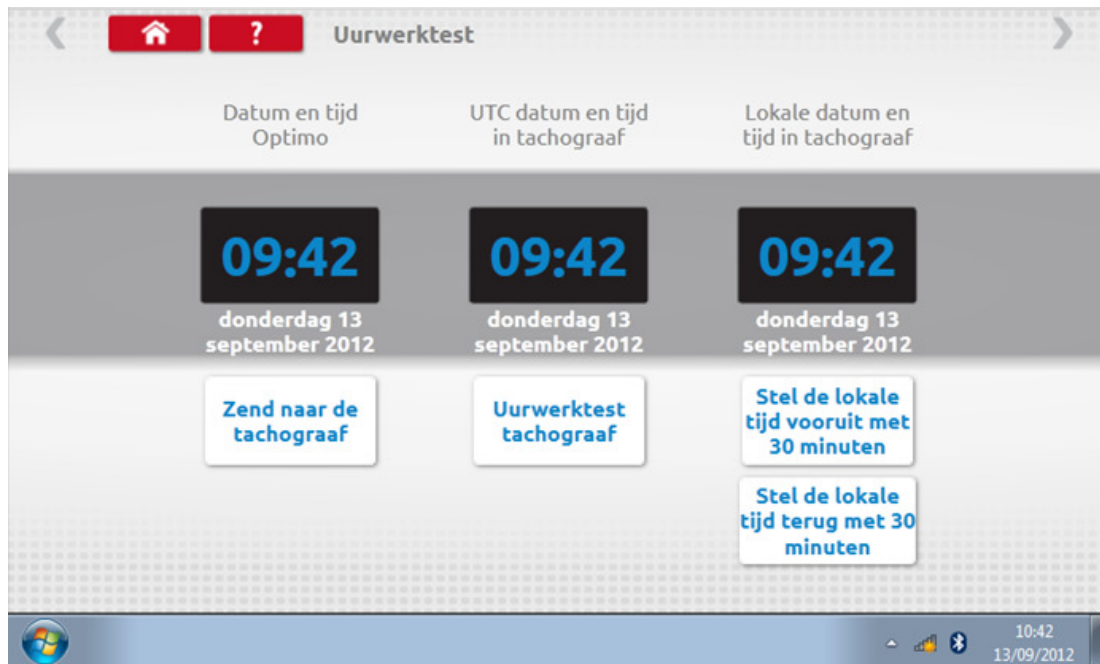 ?
Uurwerktest
Datum en tijd
Optimo
UTC datum en tijd
in tachograaf
Lokale datum en
tijd in tachograaf
09:42
donderdag 13
september 2012
09:42
donderdag 13
september 2012
09:42
donderdag 13
september 2012
Zend naar de
tachograaf
Uurwerktest
tachograaf
Stel de lokale
tijd vooruit met
30 minuten
Stel de lokale
tijd terug met 30
minuten
10:42
13/09/2012